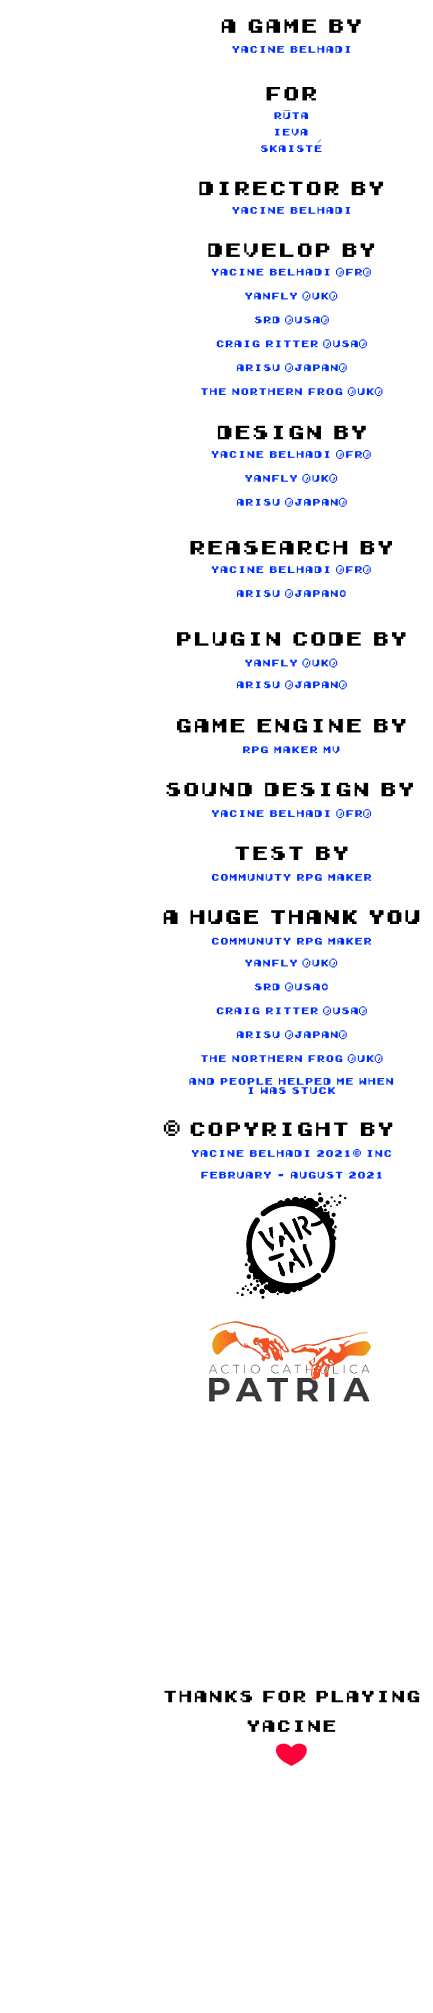 A GAME BY
YACINE BELHADI
FOR
RŪTA
IEVA
SKAISTÉ
DIRECTOR BY
YACINE BELHADI
DEVELOP BY
YACINE BELHADI (FR)
YANFLY (UK)
SRD (USA)
CRAIG RITTER (USA)
ARISU (JAPAN)
THE NORTHERN FROG (UK)
DESIGN BY
YACINE BELHADI (FR)
YANFLY (UK)
ARISU (JAPAN)
REASEARCH BY
YACINE BELHADI (FR)
ARISU (JAPAN)
PLUGIN CODE BY
YANFLY (UK)
ARISU (JAPAN)
GAME ENGINE BY
RPG MAKER MV
SOUND DESIGN BY
YACINE BELHADI (FR)
TEST BY
COMMUNUTY RPG MAKER
A HUGE THANK YOU
COMMUNUTY RPG MAKER
YANFLY (UK)
SRD (USA)
CRAIG RITTER (USA)
ARISU (JAPAN)
THE NORTHERN FROG (UK)
AND PEOPLE HELPED ME WHEN
I WAS STUCK
© COPYRIGHT BY
YACINE BELHADI 2021© INC
FEBRUARY - AUGUST 2021
VAR-
TAI
ACTIO CATHOLICA
PATRIA
THANKS FOR PLAYING
YACINE